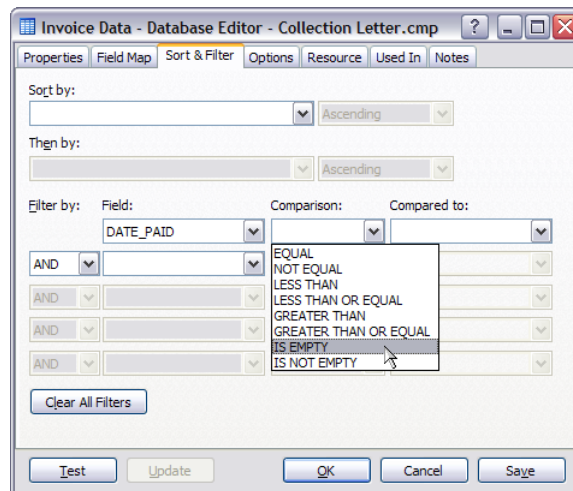 Invoice Data - Database Editor - Collection Letter.cmp ?
Properties Field Map Sort & Filter Options Resource Used In Notes
Sort by:
Ascending
Then by:
Ascending
Filter by: Field: Comparison: Compared to:
DATE_PAID
AND
AND
AND
AND
EQUAL
NOT EQUAL
LESS THAN
LESS THAN OR EQUAL
GREATER THAN
GREATER THAN OR EQUAL
IS EMPTY
IS NOT EMPTY
Clear All Filters
Test Update OK Cancel Save